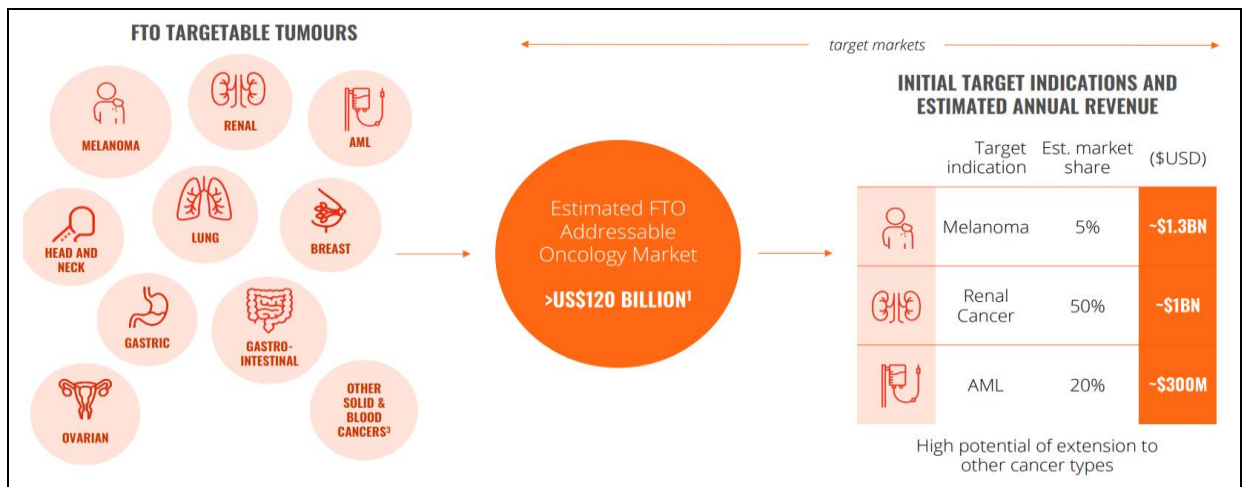 FTO TARGETABLE TUMOURS
MELANOMA
RENAL
AML
HEAD AND
NECK
LUNG
BREAST
GASTRIC
GASTRO-
INTESTINAL
OVARIAN
OTHER
SOLID &
BLOOD
CANCERS³
target markets
Estimated FTO
Addressable
Oncology Market
>US$120 BILLION¹
INITIAL TARGET INDICATIONS AND
ESTIMATED ANNUAL REVENUE
Target
indication
Est. market
share
($USD)
Melanoma
5%
~$1.3BN
Renal
Cancer
50%
~$1BN
AML
20%
~$300M
High potential of extension to
other cancer types